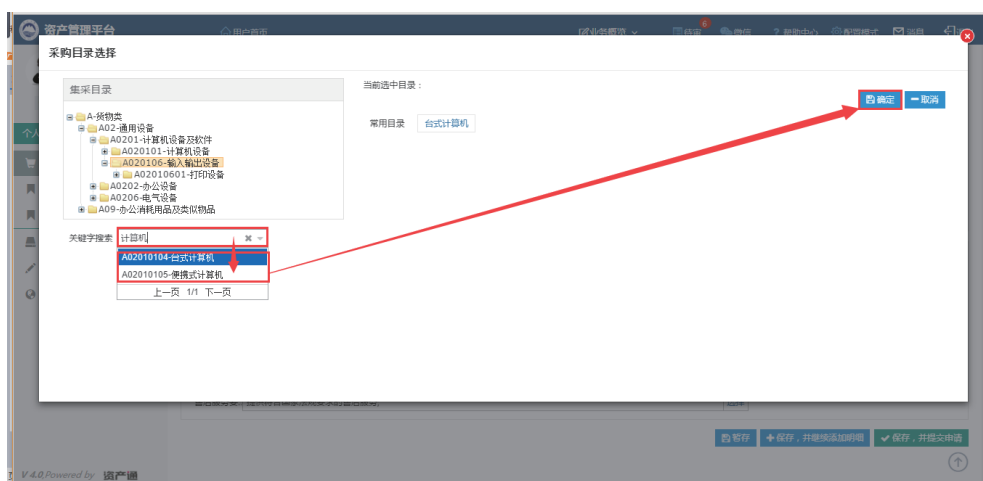 资产管理平台 用户首页 业务概览 待审 6 微信 ? 帮助中心 配置模式 消息
采购目录选择
集采目录
当前选中目录：
确定 取消
A-货物类
常用目录 台式计算机
A02-通用设备
A0201-计算机设备及软件
A020101-计算机设备
A020106-输入输出设备
A02010601-打印设备
A0202-办公设备
A0206-电气设备
A09-办公消耗用品及类似物品
关键字搜索 计算机
A02010104-台式计算机
A02010105-便携式计算机
上一页 1/1 下一页
选择
暂存 保存，并继续添加明细 保存，并提交申请
V 4.0,Powered by 资产通